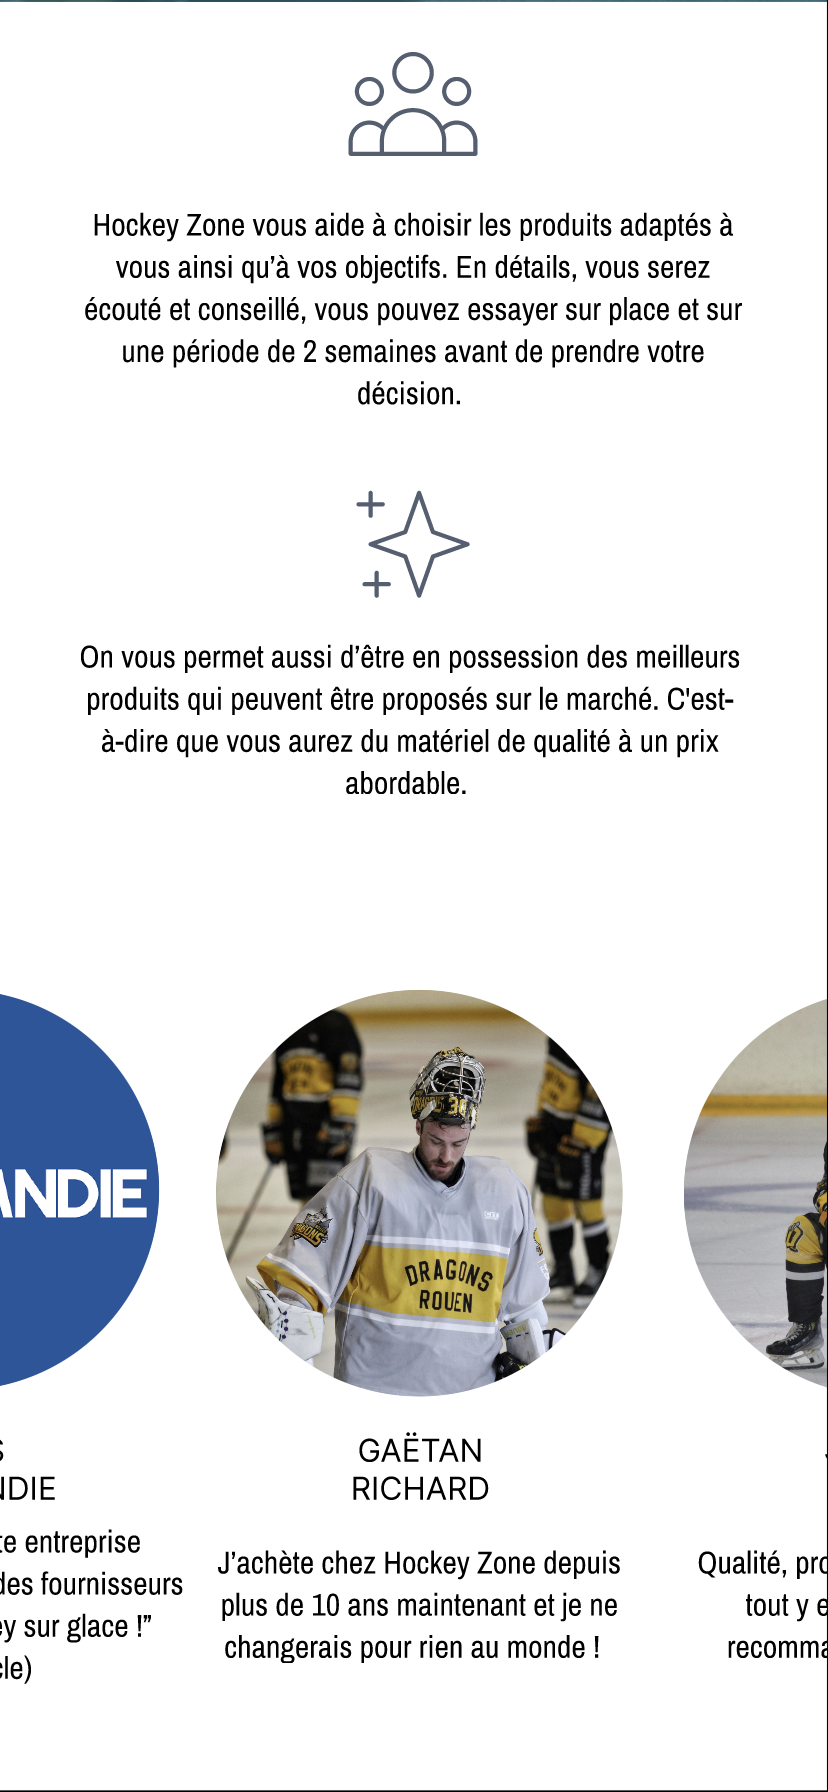 Hockey Zone vous aide à choisir les produits adaptés à
vous ainsi qu’à vos objectifs. En détails, vous serez
écouté et conseillé, vous pouvez essayer sur place et sur
une période de 2 semaines avant de prendre votre
décision.
On vous permet aussi d’être en possession des meilleurs
produits qui peuvent être proposés sur le marché. C'est-
à-dire que vous aurez du matériel de qualité à un prix
abordable.
NDIE
DRAGONS
ROUEN
S
NDIE
te entreprise
des fournisseurs
ey sur glace !”
cle)
GAËTAN
RICHARD
J’achète chez Hockey Zone depuis
plus de 10 ans maintenant et je ne
changerais pour rien au monde !
Qualité, pro
tout y e
recomma